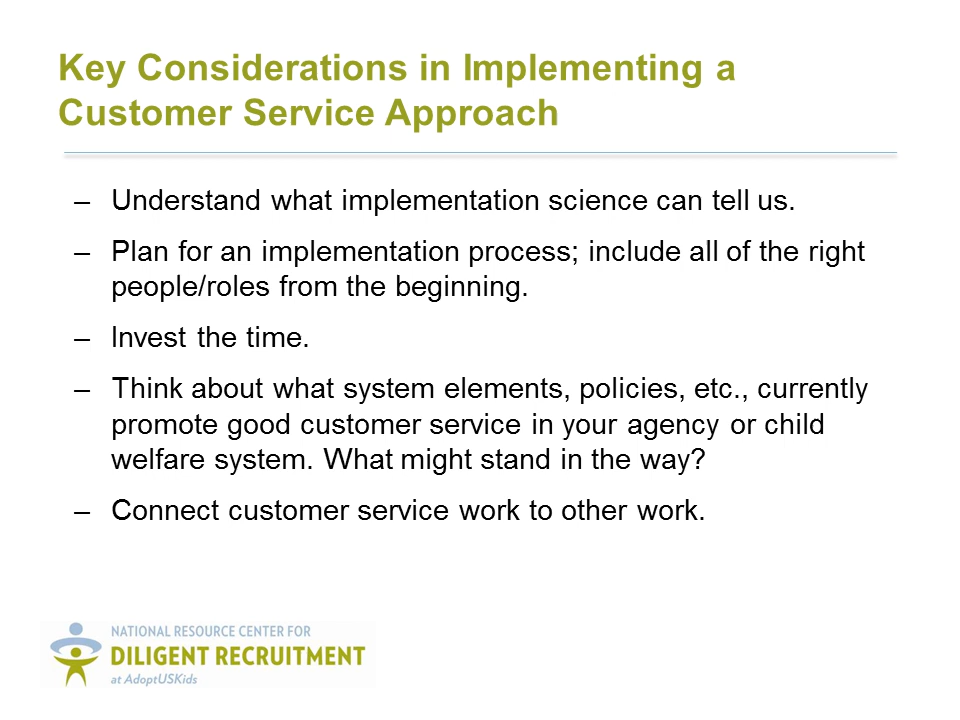 Key Considerations in Implementing a
Customer Service Approach
– Understand what implementation science can tell us.
– Plan for an implementation process; include all of the right
people/roles from the beginning.
– Invest the time.
– Think about what system elements, policies, etc., currently
promote good customer service in your agency or child
welfare system. What might stand in the way?
– Connect customer service work to other work.
NATIONAL RESOURCE CENTER FOR
DILIGENT RECRUITMENT
at AdoptUSKids